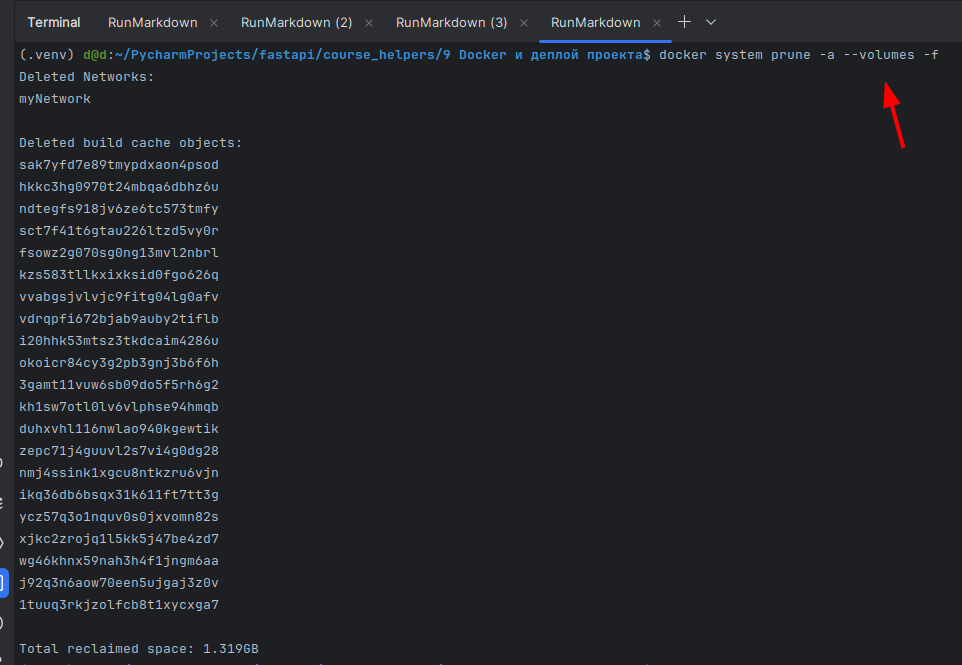 Terminal RunMarkdown × RunMarkdown (2) × RunMarkdown (3) × RunMarkdown ×
(.venv) d@d:~/PycharmProjects/fastapi/course_helpers/9 Docker и деплой проекта$ docker system prune -a --volumes -f
Deleted Networks:
myNetwork
Deleted build cache objects:
sak7yfd7e89tmypdxaon4psod
hkkc3hg0970t24mbqa6dbhz6u
ndtegfs918jv6ze6tc573tmfy
sct7f41t6gtau226ltzd5vy0r
fsowz2g070sg0ng13mvl2nbrl
kzs583tllkxixksid0fgo626q
vvabgsjvlvjc9fitg04lg0afv
vdrqpfi672bjab9auby2tiflb
i20hhk53mtsz3tkdcaim4286u
okoicr84cy3g2pb3gnj3b6f6h
3gamt11vuw6sb09do5f5rh6g2
kh1sw7otl0lv6vlphse94hmqb
duhxvhl116nwlao940kgewtik
zepc71j4guuvl2s7vi4g0dg28
nmj4ssink1xgcu8ntkzru6vjn
ikq36db6bsqx31k611ft7tt3g
ycz57q3o1nquv0s0jxvomn82s
xjkc2zrojq1l5kk5j47be4zd7
wg46khnx59nah3h4f1jngm6aa
j92q3n6aow70een5ujgaj3z0v
1tuuq3rkjzolfcb8t1xycxga7
Total reclaimed space: 1.319GB